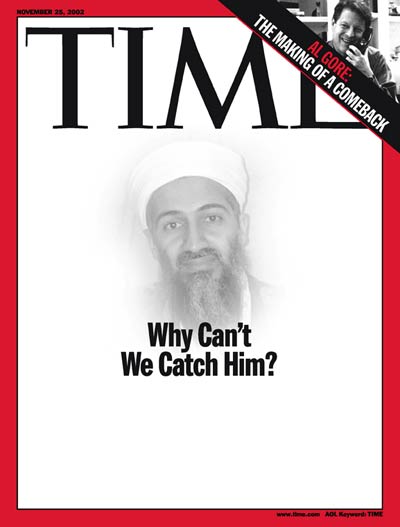 NOVEMBER 25, 2002
TIME
AL GORE:
THE MAKING OF A COMEBACK
Why Can't
We Catch Him?
www.time.com AOL Keyword: TIME